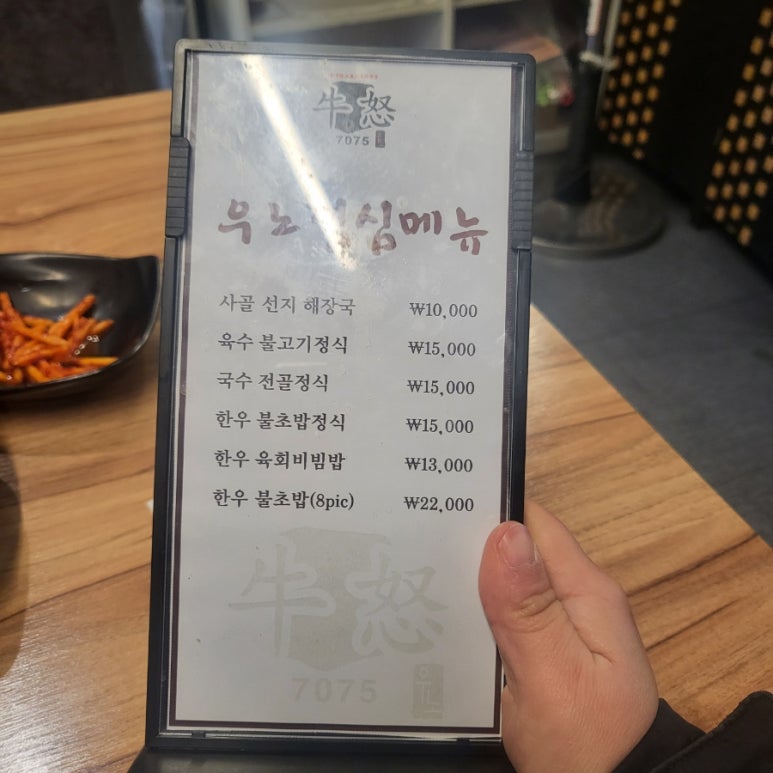 牛怒
7075
우노점심메뉴
사골 선지 해장국 ₩10,000
육수 불고기정식 ₩15,000
국수 전골정식 ₩15,000
한우 불초밥정식 ₩15,000
한우 육회비빔밥 ₩13,000
한우 불초밥(8pic) ₩22,000
牛怒
7075
우노